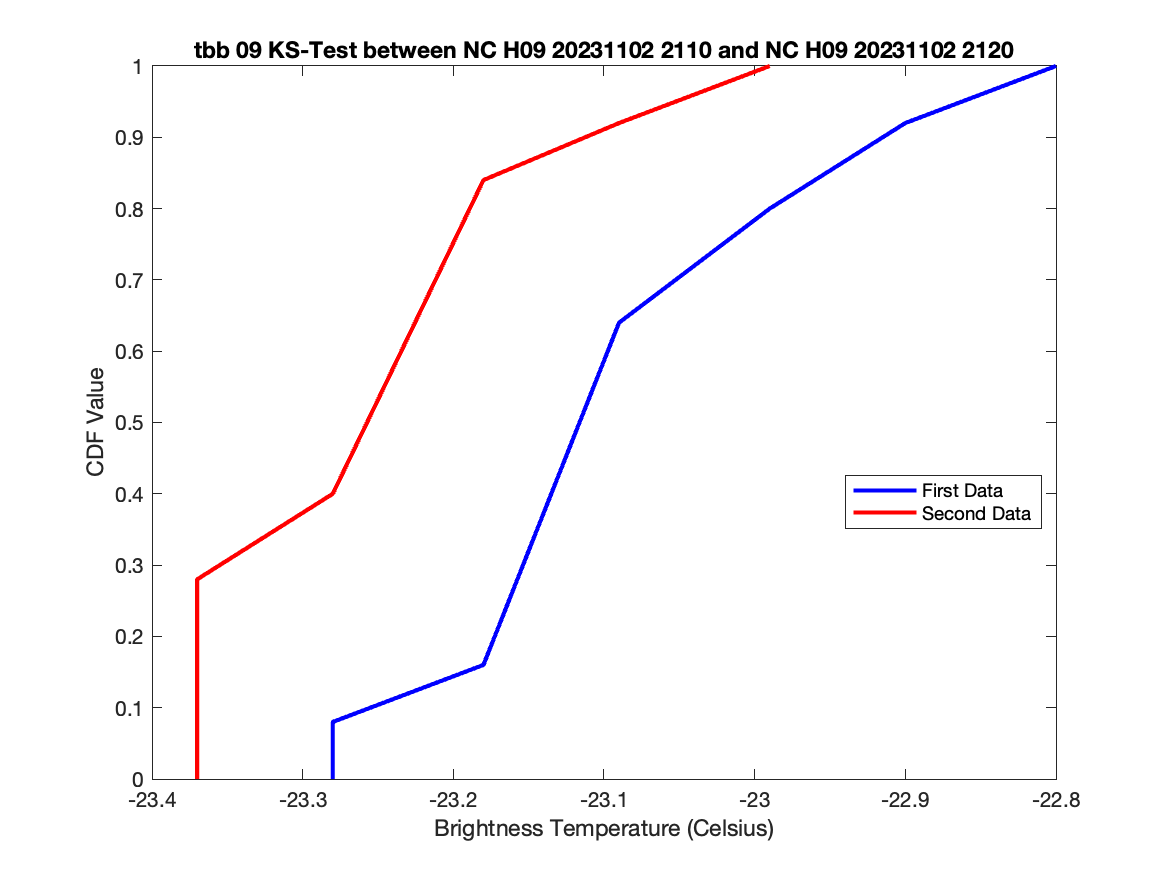 tbb 09 KS-Test between NC H09 20231102 2110 and NC H09 20231102 2120
1
0.9
0.8
0.7
0.6
0.5
0.4
0.3
0.2
0.1
0
CDF Value
First Data
Second Data
-23.4 -23.3 -23.2 -23.1 -23 -22.9 -22.8
Brightness Temperature (Celsius)